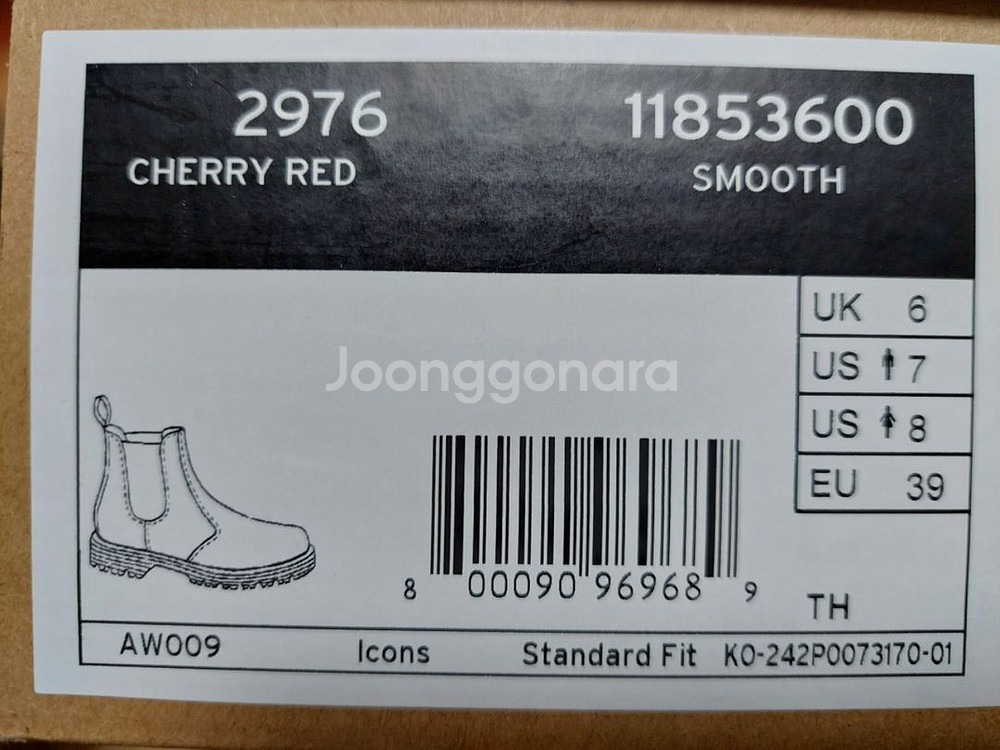 2976 11853600
CHERRY RED SMOOTH
UK 6
US 7
US 8
EU 39
Joonggonara
8 00090 96968 9
TH
AW009 Icons Standard Fit KO-242P0073170-01